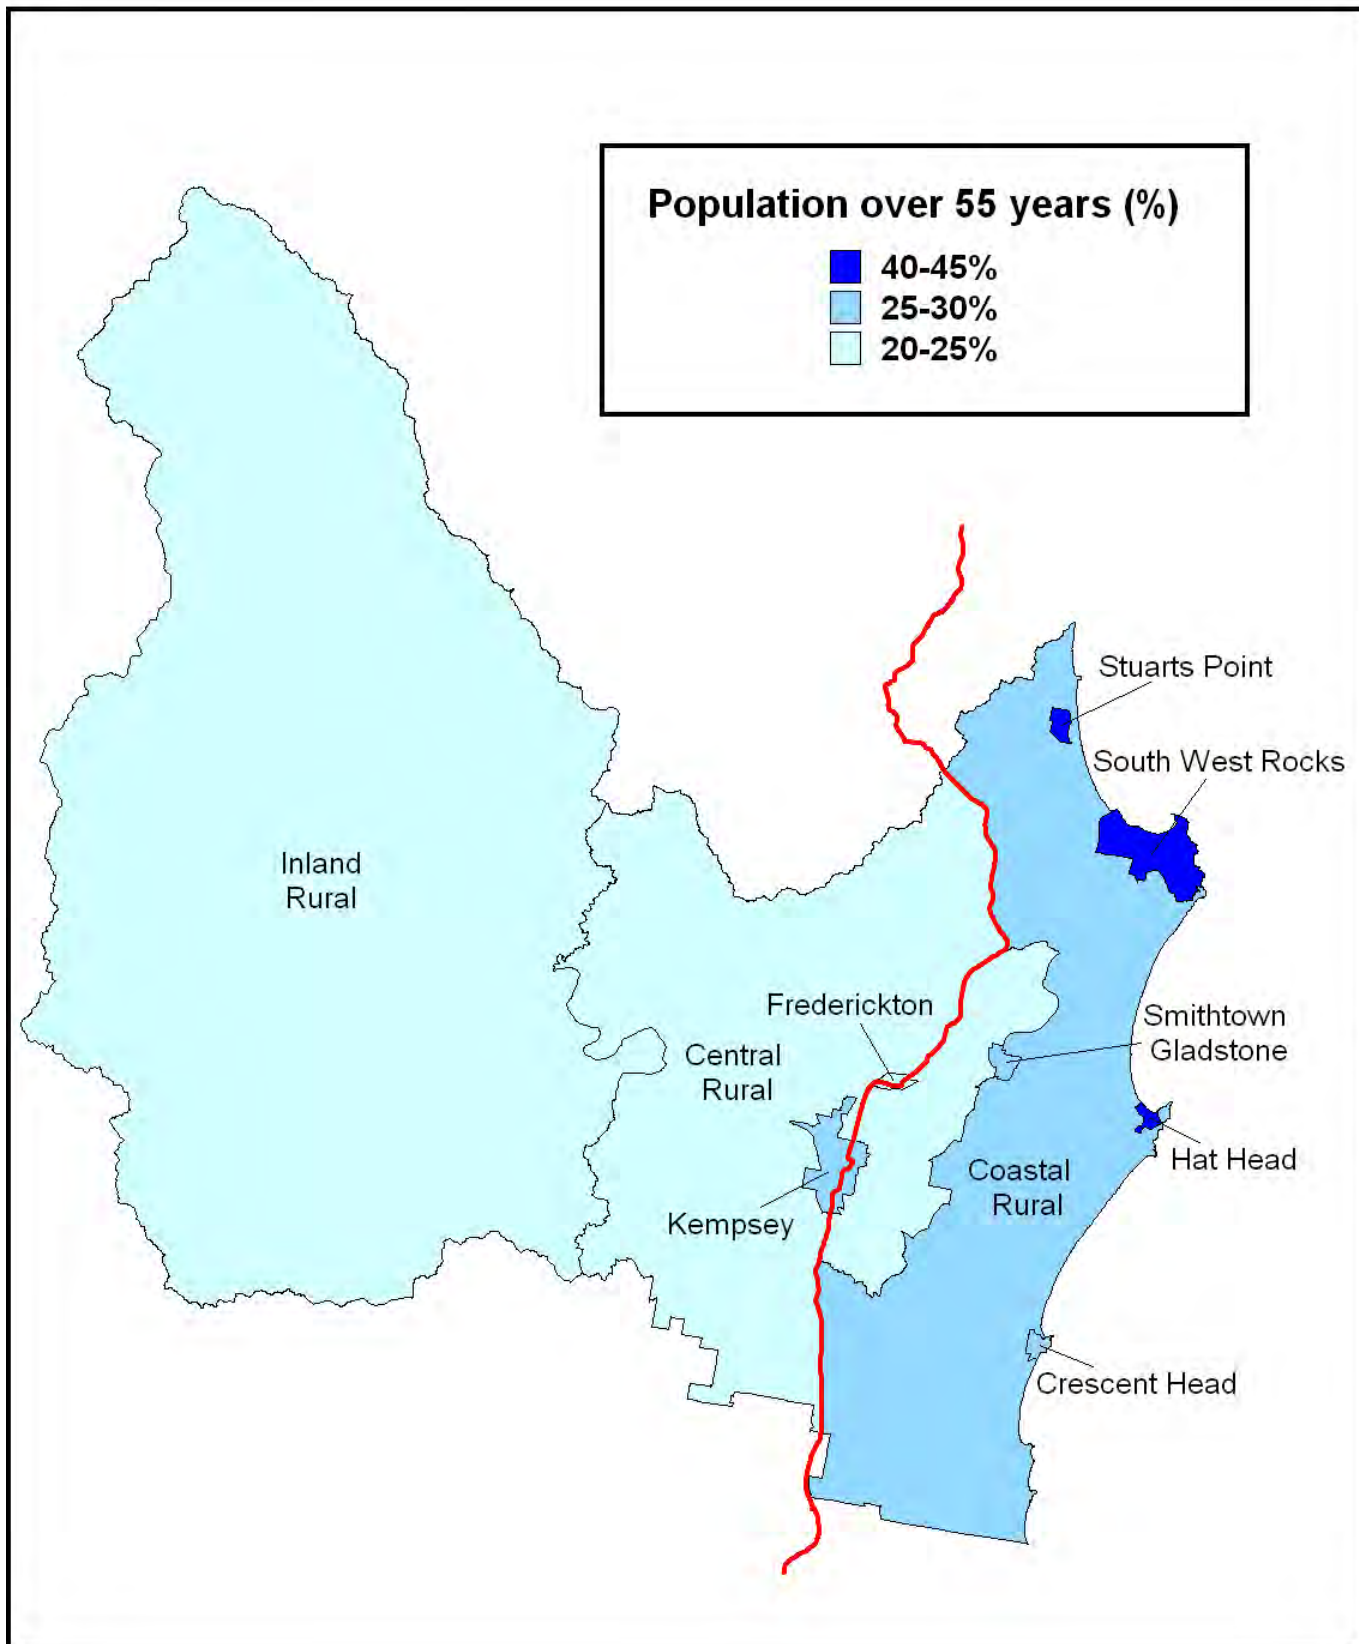 Population over 55 years (%)
40-45%
25-30%
20-25%
Stuarts Point
South West Rocks
Inland
Rural
Frederickton
Smithtown
Gladstone
Central
Rural
Hat Head
Coastal
Rural
Kempsey
Crescent Head